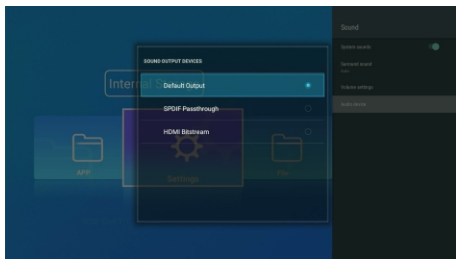 SOUND OUTPUT DEVICES
Default Output
SPDIF Passthrough
HDMI Bitstream
Internal S
APP
Settings
File
Sound
System sounds
Surround sound
Volume settings
Audio device